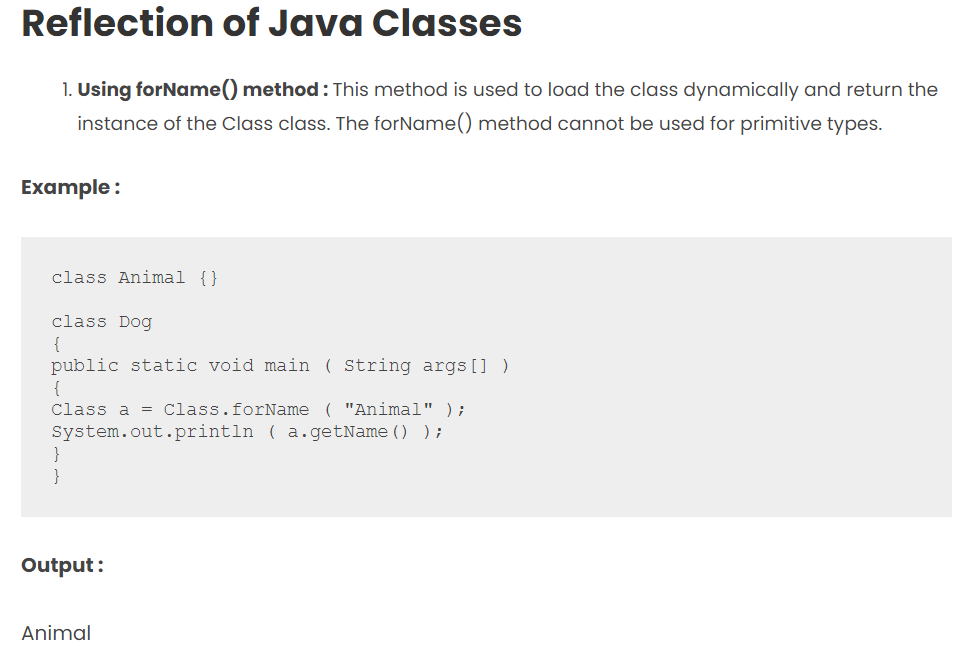 Reflection of Java Classes
1. Using forName() method : This method is used to load the class dynamically and return the
instance of the Class class. The forName() method cannot be used for primitive types.
Example :
class Animal {}
class Dog
{
public static void main ( String args[] )
{
Class a = Class.forName ( "Animal" );
System.out.println ( a.getName() );
}
}
Output :
Animal